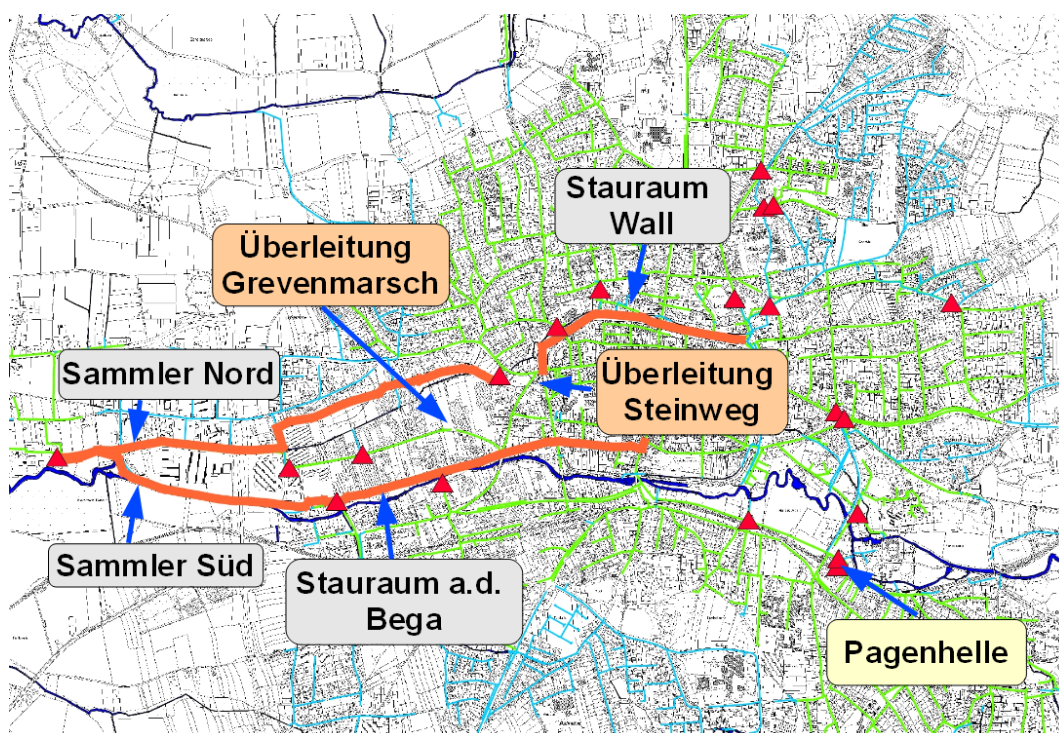 Stauraum
Wall
Überleitung
Grevenmarsch
Sammler Nord
Überleitung
Steinweg
Sammler Süd
Stauraum a.d.
Bega
Pagenhelle